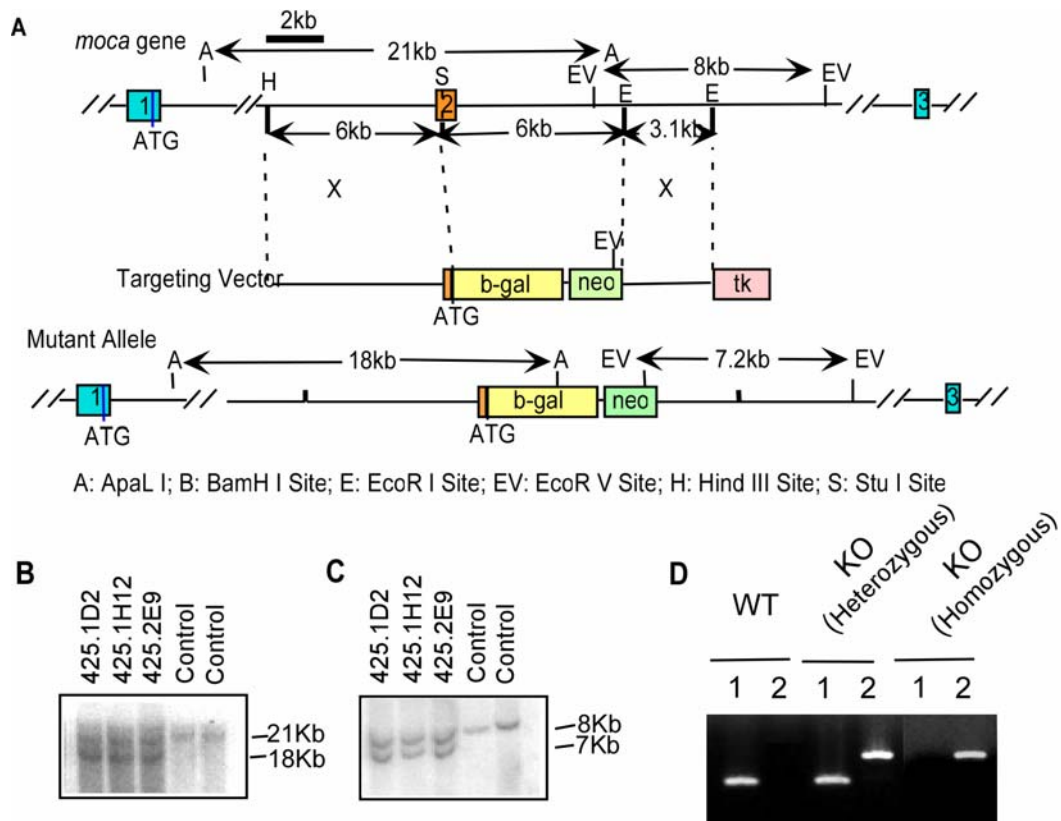 A
2kb
moca gene
A
21kb
A
8kb
H
S
EV
EV
E
E
1
2
3
ATG
6kb
6kb
3.1kb
X
X
EV
Targeting Vector
b-gal
neo
tk
ATG
Mutant Allele
A
18kb
A
EV
7.2kb
EV
1
b-gal
neo
3
ATG
ATG
A: ApaL I; B: BamH I Site; E: EcoR I Site; EV: EcoR V Site; H: Hind III Site; S: Stu I Site
B
425.1D2
425.1H12
425.2E9
Control
Control
21Kb
18Kb
C
425.1D2
425.1H12
425.2E9
Control
Control
8Kb
7Kb
D
WT
KO
(Heterozygous)
KO
(Homozygous)
1 2 1 2 1 2